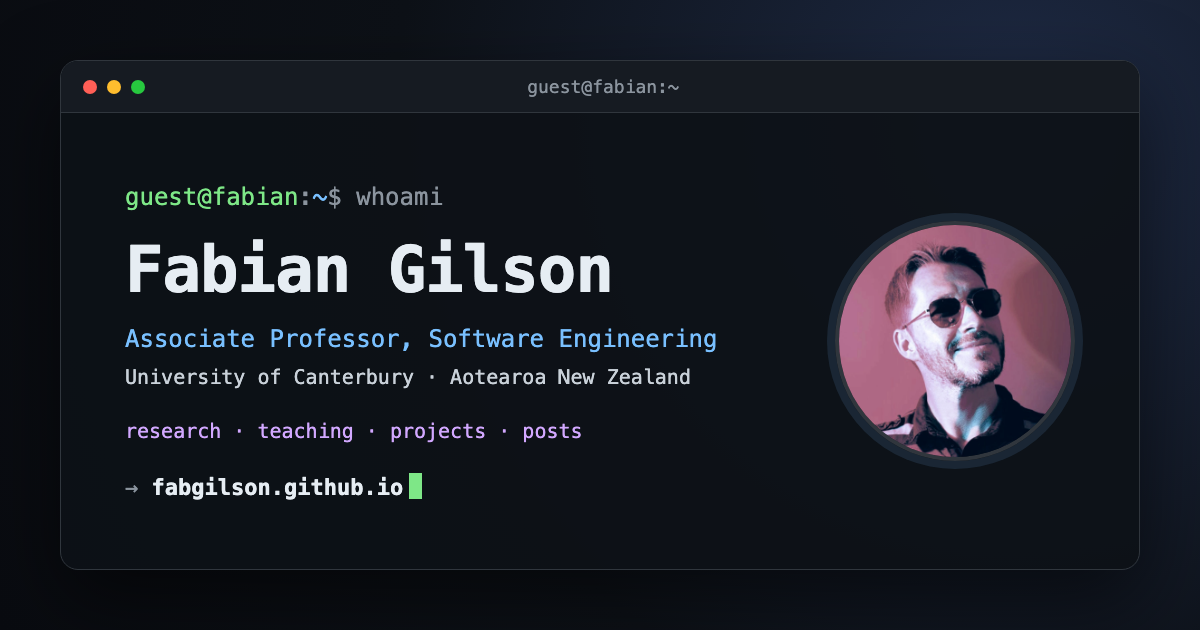 guest@fabian:~
guest@fabian:~$ whoami
Fabian Gilson
Associate Professor, Software Engineering
University of Canterbury · Aotearoa New Zealand
research · teaching · projects · posts
→ fabgilson.github.io